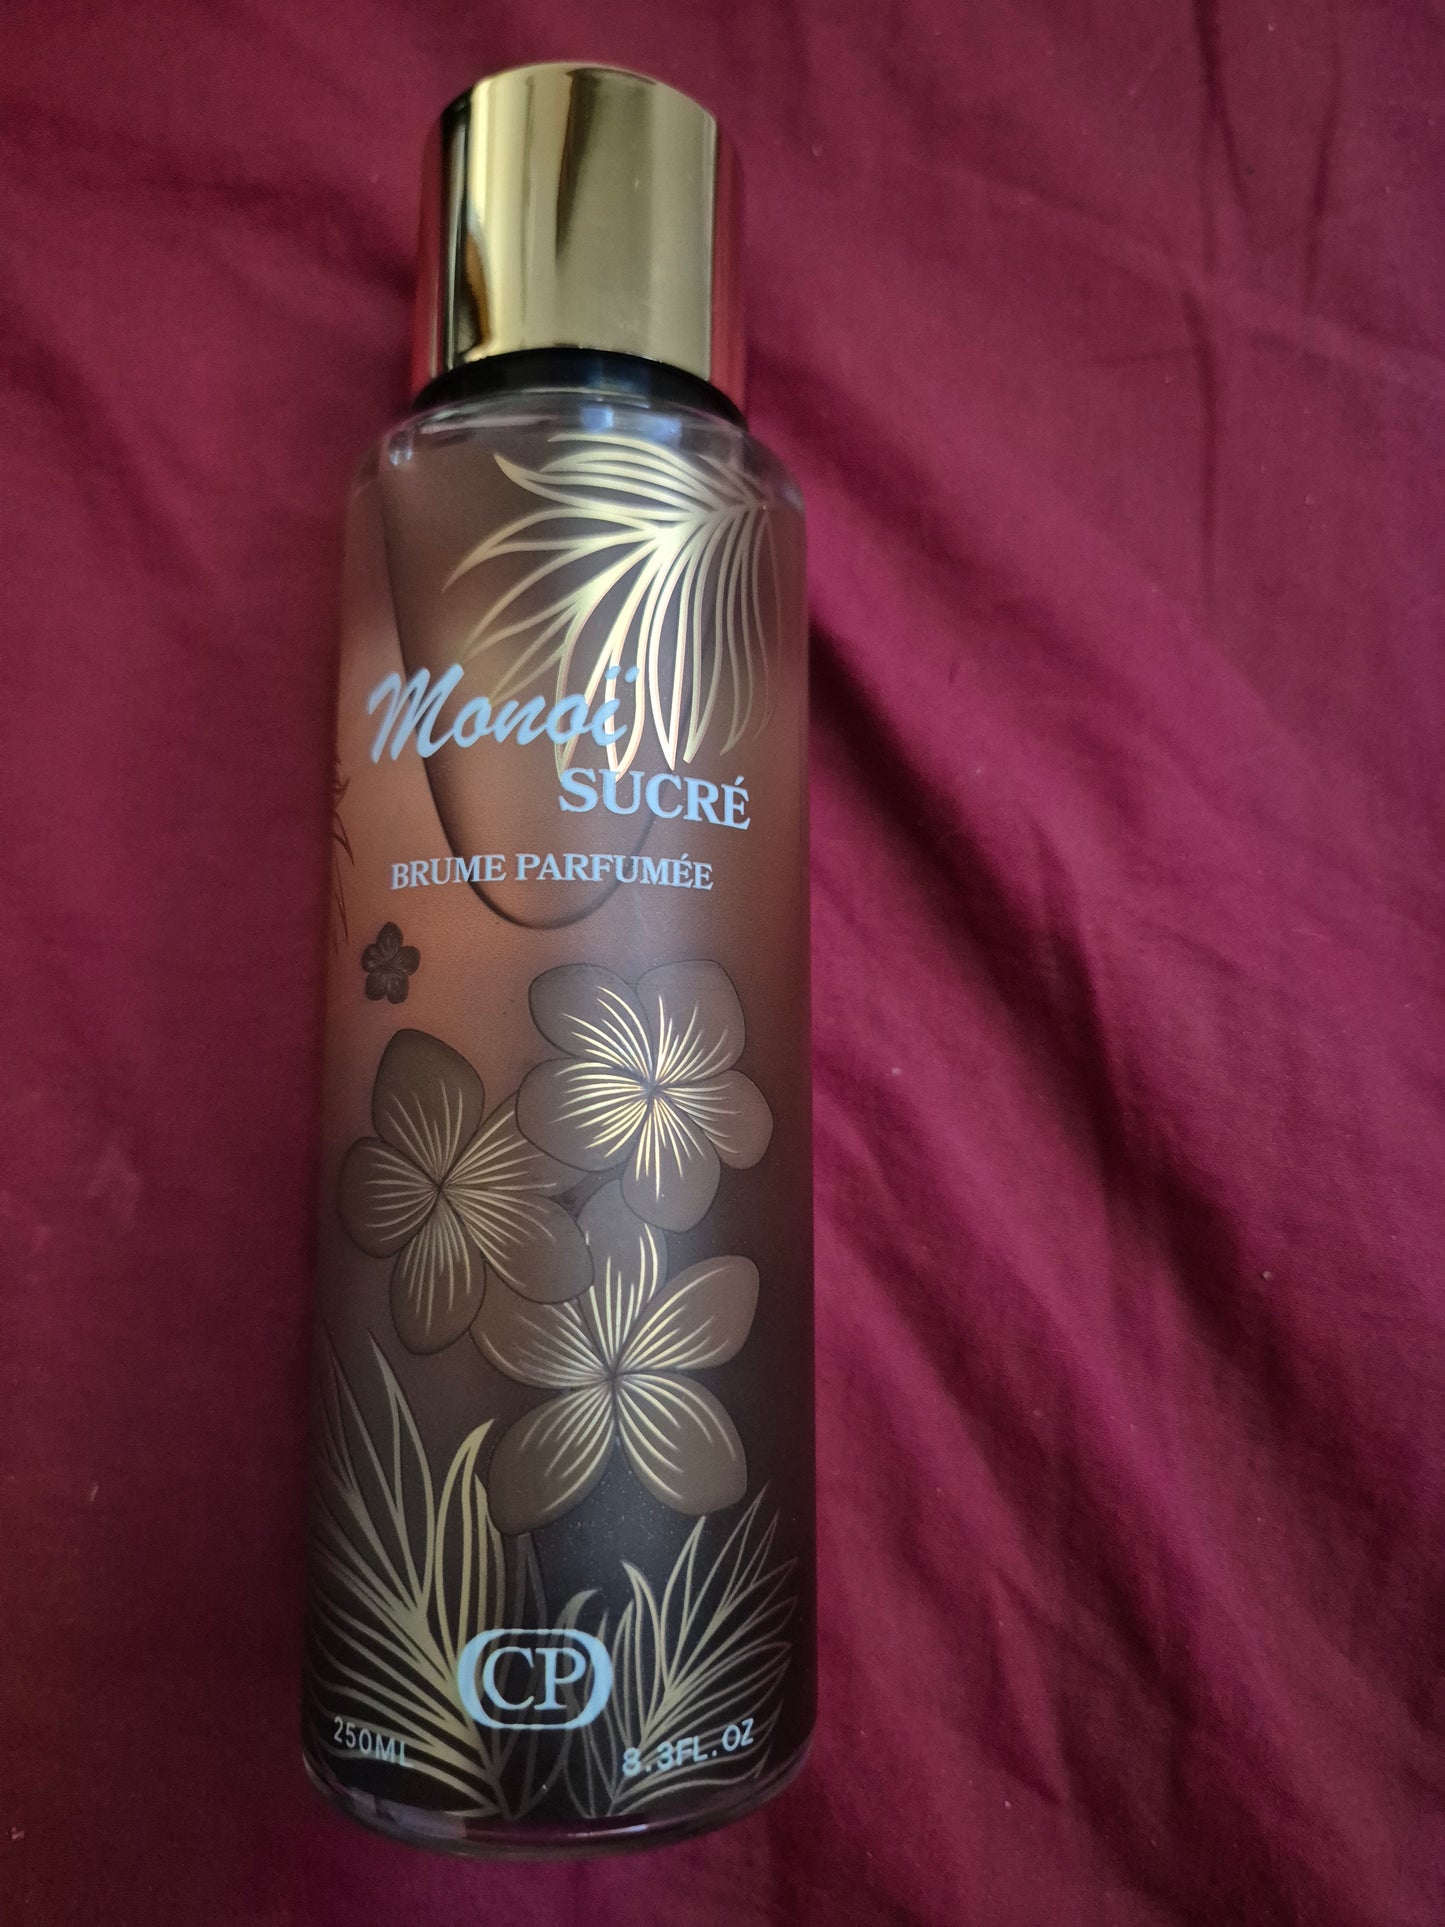 Monoï
SUCRÉ
BRUME PARFUMÉE
CP
250ML 8.3FL.OZ